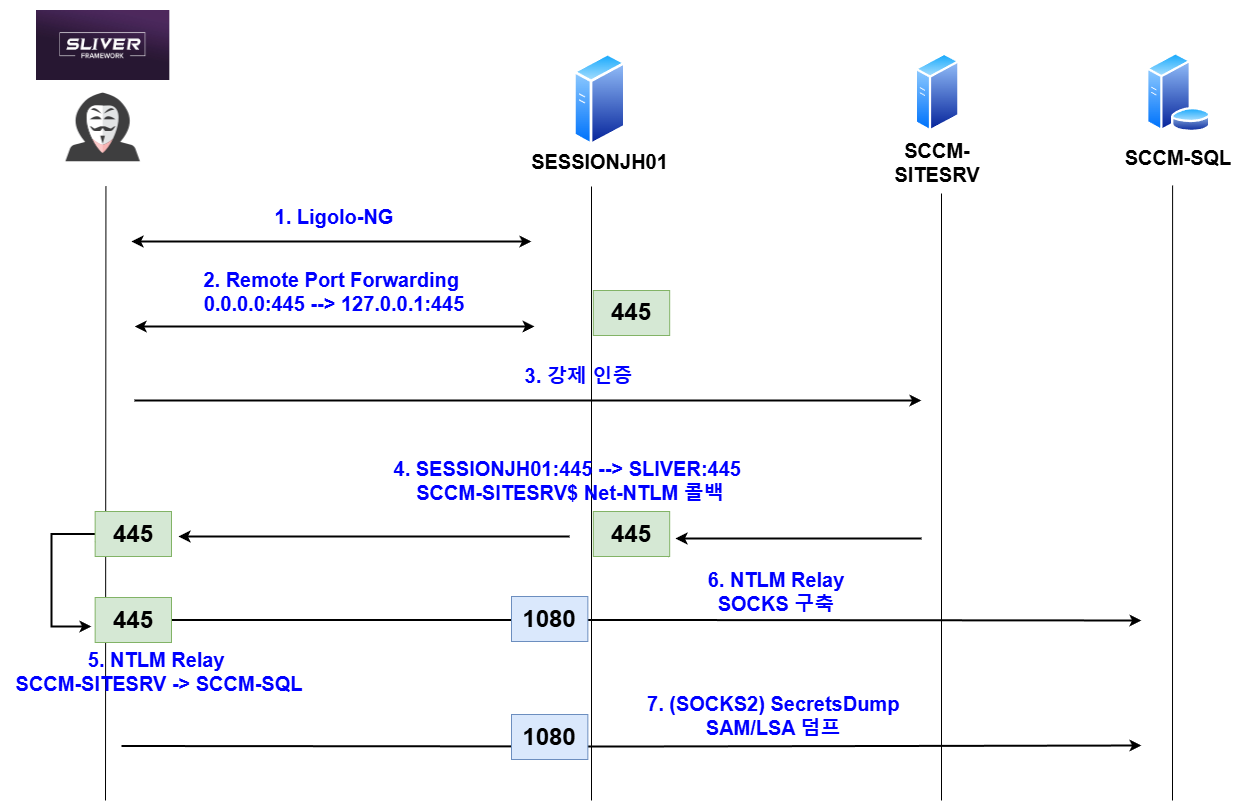 SLIVER
FRAMEWORK
SESSIONJH01
SCCM-
SITESRV
SCCM-SQL
1. Ligolo-NG
2. Remote Port Forwarding
0.0.0.0:445 --> 127.0.0.1:445
445
3. 강제 인증
4. SESSIONJH01:445 --> SLIVER:445
SCCM-SITESRV$ Net-NTLM 콜백
445
445
6. NTLM Relay
SOCKS 구축
445
1080
5. NTLM Relay
SCCM-SITESRV -> SCCM-SQL
7. (SOCKS2) SecretsDump
SAM/LSA 덤프
1080